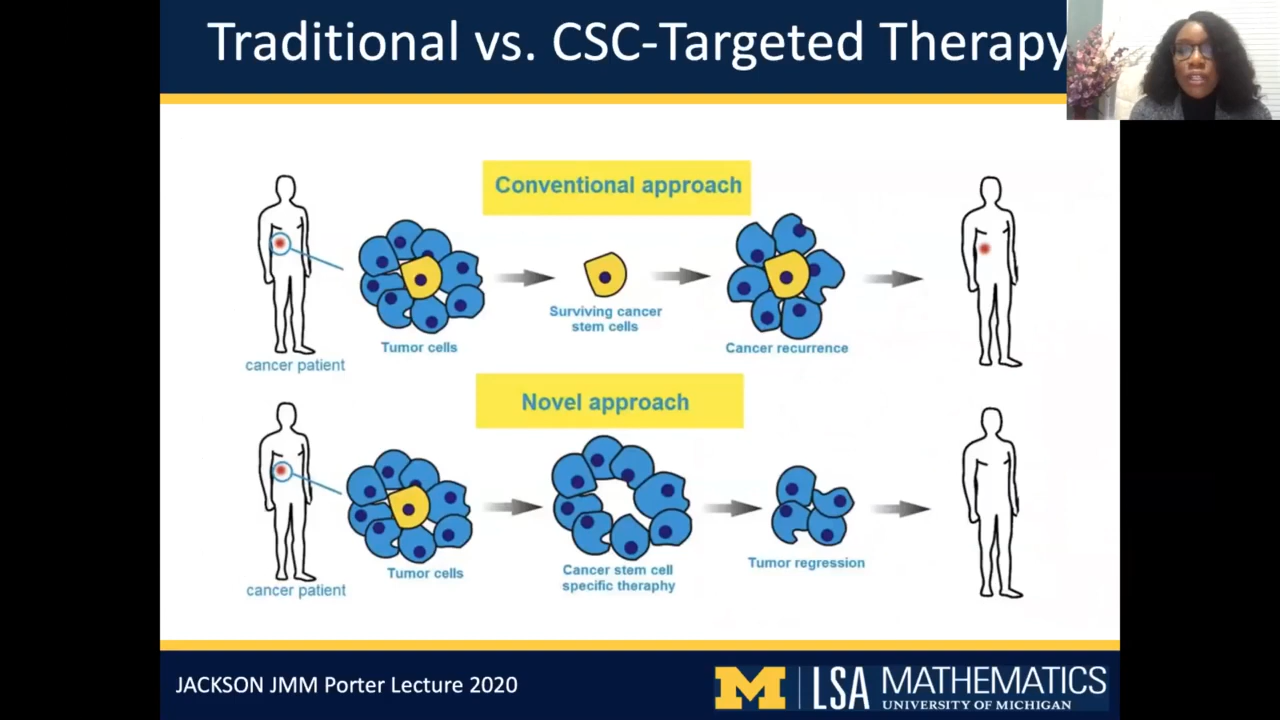 Traditional vs. CSC-Targeted Therapy
Conventional approach
cancer patient
Tumor cells
Surviving cancer
stem cells
Cancer recurrence
Novel approach
cancer patient
Tumor cells
Cancer stem cell
specific theraphy
Tumor regression
JACKSON JMM Porter Lecture 2020
M LSA MATHEMATICS
UNIVERSITY OF MICHIGAN